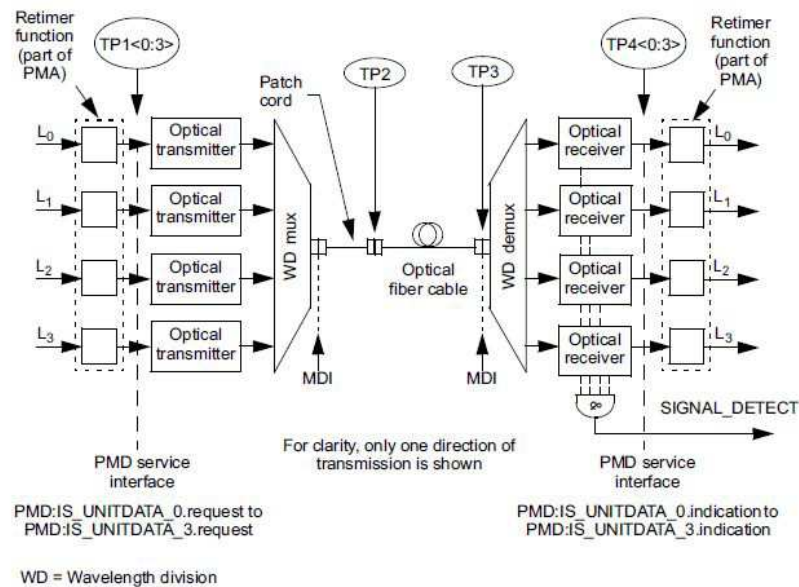 Retimer
function
(part of
PMA)
TP1<0:3>
Patch
cord
TP2
TP3
TP4<0:3>
Retimer
function
(part of
PMA)
L0
Optical
transmitter
Optical
receiver
L0
L1
Optical
transmitter
Optical
receiver
L1
WD mux
WD demux
L2
Optical
transmitter
Optical
fiber cable
Optical
receiver
L2
L3
Optical
transmitter
Optical
receiver
L3
MDI
MDI
&
SIGNAL_DETECT
For clarity, only one direction of
transmission is shown
PMD service
interface
PMD service
interface
PMD:IS_UNITDATA_0.request to
PMD:IS_UNITDATA_3.request
PMD:IS_UNITDATA_0.indication to
PMD:IS_UNITDATA_3.indication
WD = Wavelength division